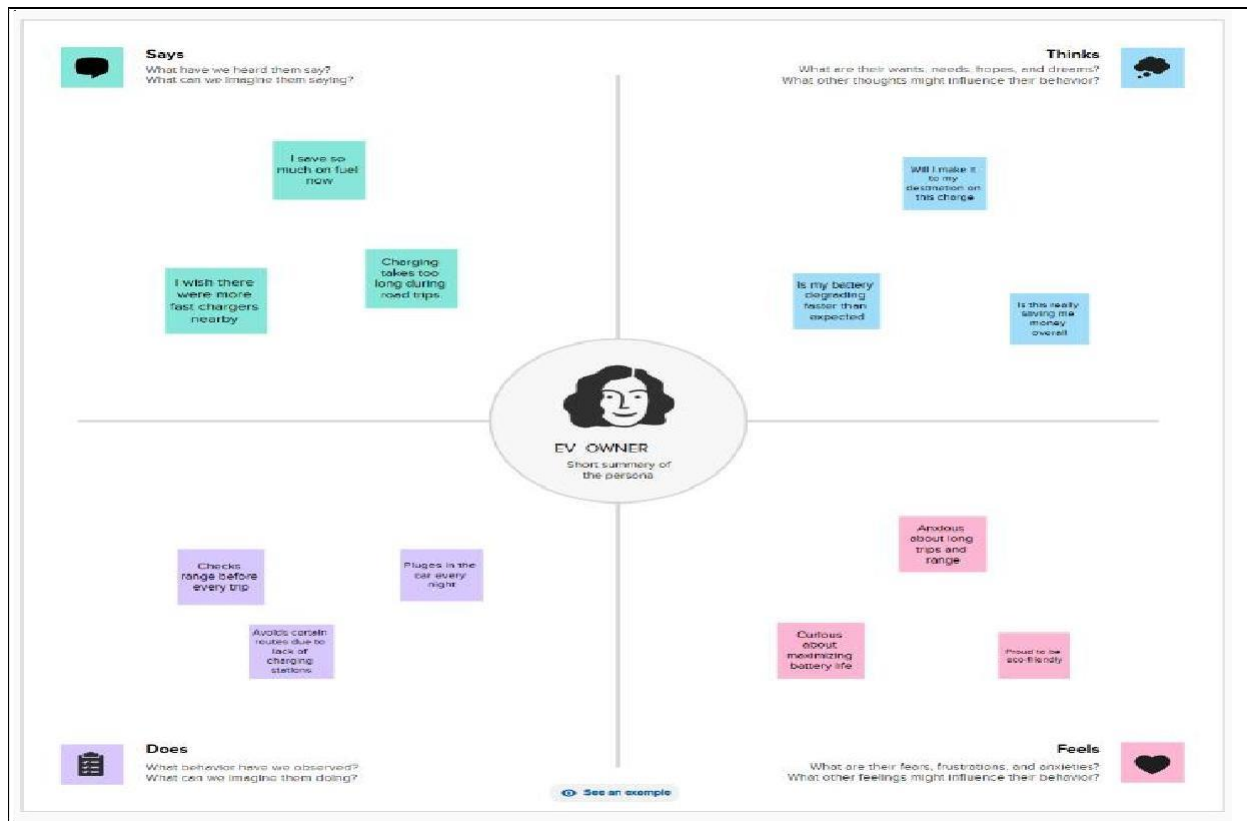 Says
What have we heard them say?
What can we imagine them saying?
Thinks
What are their wants, needs, hopes, and dreams?
What other thoughts might influence their behavior?
I save so
much on fuel
now
I wish there
were more
fast chargers
nearby
Charging
takes too
long during
road trips
Will I make it
to my
destination on
this charge
Is my battery
degrading
faster than
expected
Is this really
saving me
money
overall
EV OWNER
Short summary of
the persona
Checks
range before
every trip
Pluges in the
car every
night
Avoids certain
routes due to
lack of
charging
stations
Anxious
about long
trips and
range
Curious
about
maximizing
battery life
Proud to be
eco-friendly
Does
What behavior have we observed?
What can we imagine them doing?
Feels
What are their fears, frustrations, and anxieties?
What other feelings might influence their behavior?
See an example